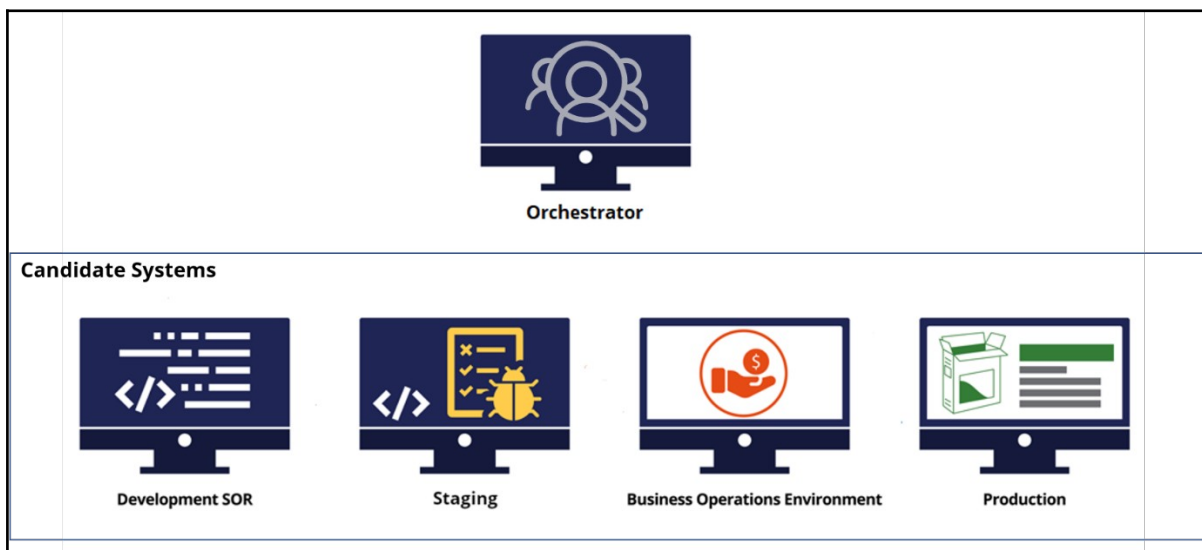 Orchestrator
Candidate Systems
</>
</>
$
Development SOR
Staging
Business Operations Environment
Production